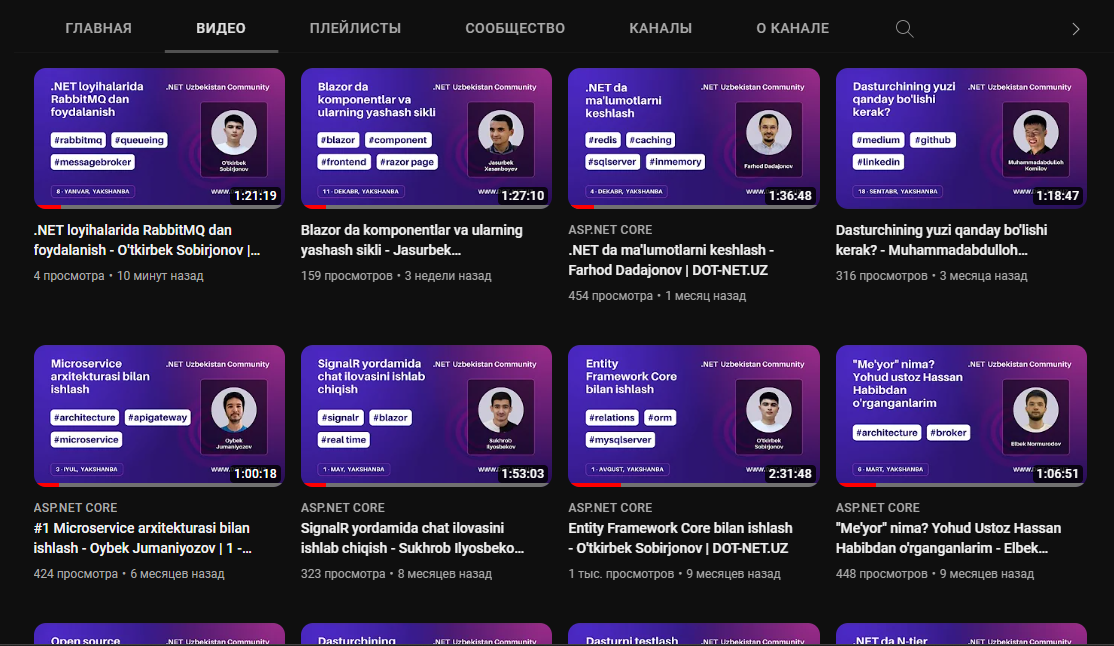 ГЛАВНАЯ ВИДЕО ПЛЕЙЛИСТЫ СООБЩЕСТВО КАНАЛЫ О КАНАЛЕ
.NET loyihalarida
RabbitMQ dan
foydalanish
.NET Uzbekistan Community
#rabbitmq #queueing
#messagebroker
O'tkirbek
Sobirjonov
8 - YANVAR, YAKSHANBA
WWW.
1:21:19
Blazor da
komponentlar va
ularning yashash sikli
.NET Uzbekistan Community
#blazor #component
#frontend #razor page
Jasurbek
Xasanboyev
11 - DEKABR, YAKSHANBA
WWW.
1:27:10
.NET da
ma'lumotlarni
keshlash
.NET Uzbekistan Community
#redis #caching
#sqlserver #inmemory
Farhod Dadajonov
4 - DEKABR, YAKSHANBA
WWW.
1:36:48
Dasturchining yuzi
qanday bo'lishi
kerak?
.NET Uzbekistan Community
#medium #github
#linkedin
Muhammadabdulloh
Komilov
18 - SENTABR, YAKSHANBA
WWW.
1:18:47
.NET loyihalarida RabbitMQ dan
foydalanish - O'tkirbek Sobirjonov |…
4 просмотра • 10 минут назад
Blazor da komponentlar va ularning
yashash sikli - Jasurbek…
159 просмотров • 3 недели назад
ASP.NET CORE
.NET da ma'lumotlarni keshlash -
Farhod Dadajonov | DOT-NET.UZ
454 просмотра • 1 месяц назад
Dasturchining yuzi qanday bo'lishi
kerak? - Muhammadabdulloh…
316 просмотров • 3 месяца назад
Microservice
arxitekturasi bilan
ishlash
.NET Uzbekistan Community
#architecture #apigateway
#microservice
Oybek
Jumaniyozov
3 - IYUL, YAKSHANBA
WWW.
1:00:18
SignalR yordamida
chat ilovasini ishlab
chiqish
.NET Uzbekistan Community
#signalr #blazor
#real time
Sukhrob
Ilyosbekov
1 - MAY, YAKSHANBA
WWW.
1:53:03
Entity
Framework Core
bilan ishlash
.NET Uzbekistan Community
#relations #orm
#mysqlserver
O'tkirbek
Sobirjonov
1 - AVGUST, YAKSHANBA
WWW.
2:31:48
"Me'yor" nima?
Yohud ustoz Hassan
Habibdan
o'rganganlarim
.NET Uzbekistan Community
#architecture #broker
Elbek Normurodov
6 - MART, YAKSHANBA
WWW.
1:06:51
ASP.NET CORE
#1 Microservice arxitekturasi bilan
ishlash - Oybek Jumaniyozov | 1 -…
424 просмотра • 6 месяцев назад
ASP.NET CORE
SignalR yordamida chat ilovasini
ishlab chiqish - Sukhrob Ilyosbeko…
323 просмотра • 8 месяцев назад
ASP.NET CORE
Entity Framework Core bilan ishlash
- O'tkirbek Sobirjonov | DOT-NET.UZ
1 тыс. просмотров • 9 месяцев назад
ASP.NET CORE
"Me'yor" nima? Yohud Ustoz Hassan
Habibdan o'rganganlarim - Elbek…
448 просмотров • 9 месяцев назад
Open source
.NET Uzbekistan Community
Dasturchining
.NET Uzbekistan Community
Dasturni testlash
.NET Uzbekistan Community
.NET da N-tier
.NET Uzbekistan Community